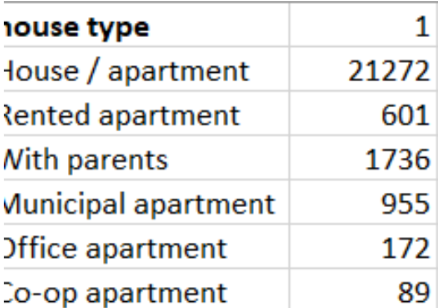 house type 1
House / apartment 21272
Rented apartment 601
With parents 1736
Municipal apartment 955
Office apartment 172
Co-op apartment 89